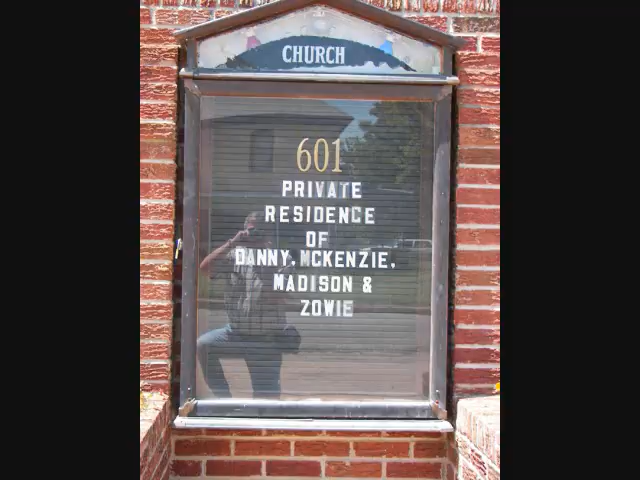 CHURCH
601
PRIVATE
RESIDENCE
OF
DANNY, MCKENZIE,
MADISON &
ZOWIE